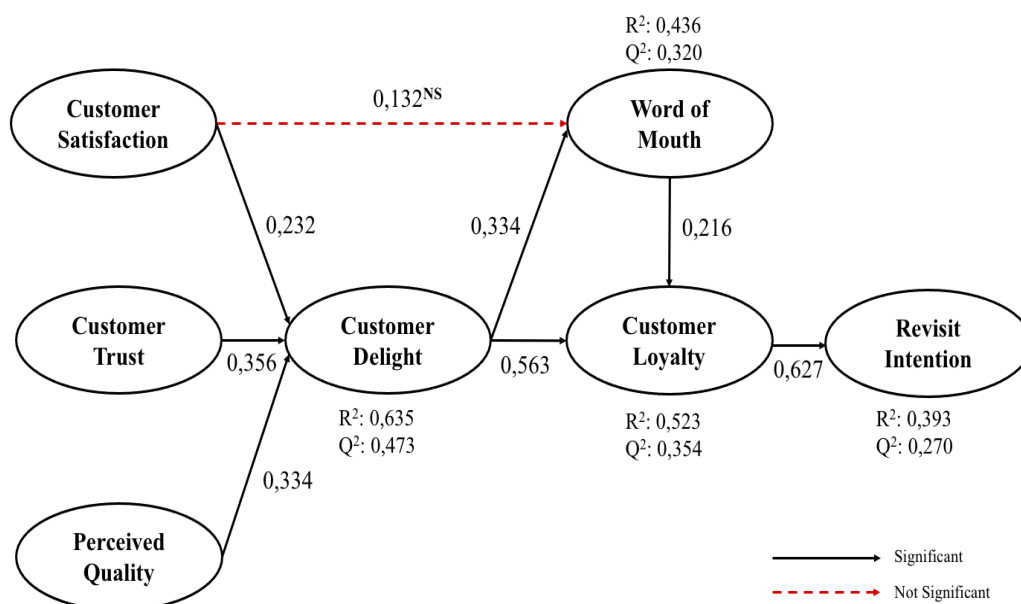 R²: 0,436
Q²: 0,320
Customer
Satisfaction
0,132ᴺˢ
Word of
Mouth
0,232
0,334
0,216
Customer
Trust
0,356
Customer
Delight
0,563
Customer
Loyalty
0,627
Revisit
Intention
R²: 0,635
Q²: 0,473
R²: 0,523
Q²: 0,354
R²: 0,393
Q²: 0,270
0,334
Perceived
Quality
Significant
Not Significant